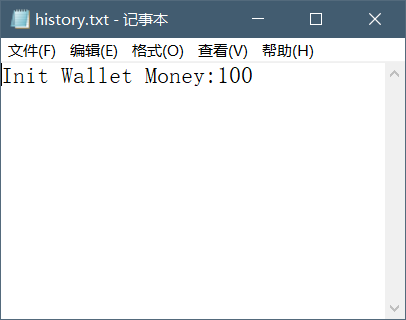 history.txt - 记事本
文件(F) 编辑(E) 格式(O) 查看(V) 帮助(H)
Init Wallet Money:100